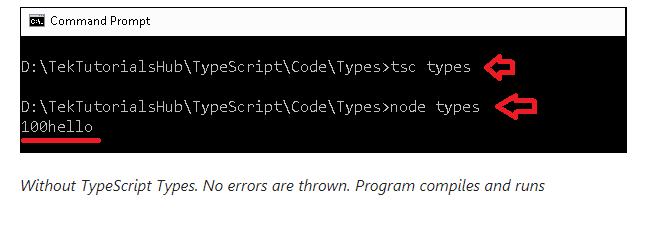 Command Prompt
D:\TekTutorialsHub\TypeScript\Code\Types>tsc types
D:\TekTutorialsHub\TypeScript\Code\Types>node types
100hello
Without TypeScript Types. No errors are thrown. Program compiles and runs